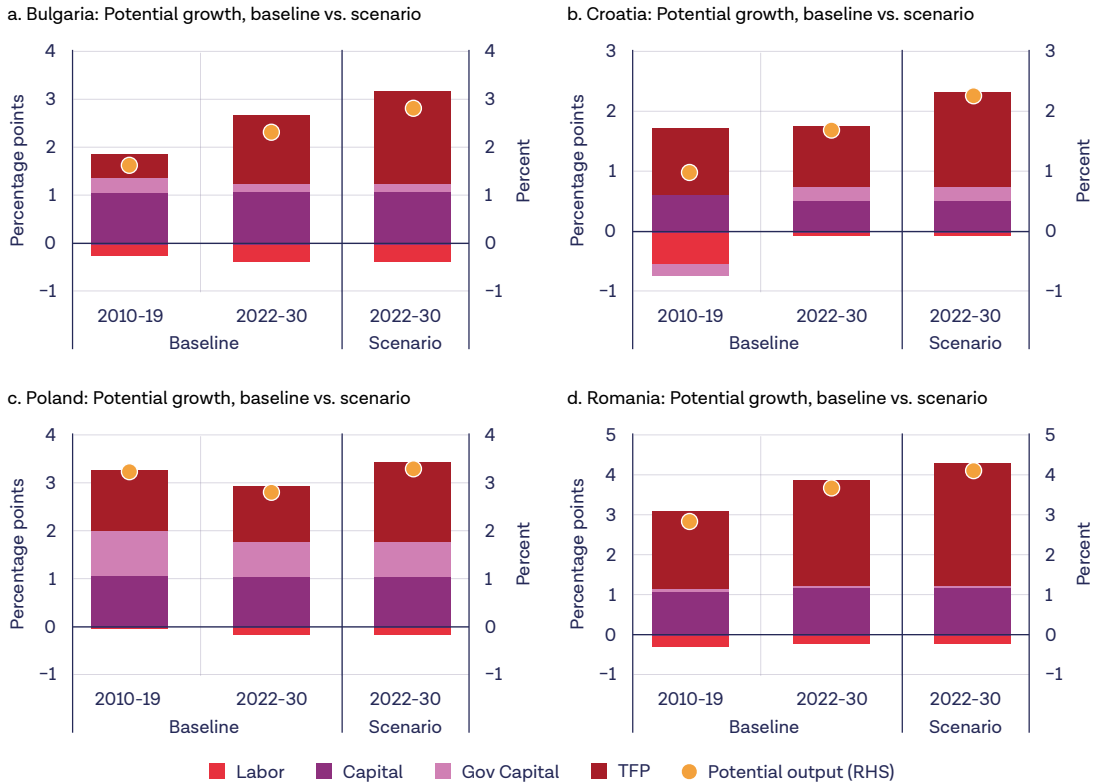 a. Bulgaria: Potential growth, baseline vs. scenario
Percentage points
4
3
2
1
0
−1
4
3
2
1
0
−1
Percent
2010-19
2022-30
2022-30
Baseline
Scenario
b. Croatia: Potential growth, baseline vs. scenario
Percentage points
3
2
1
0
−1
3
2
1
0
−1
Percent
2010-19
2022-30
2022-30
Baseline
Scenario
c. Poland: Potential growth, baseline vs. scenario
Percentage points
4
3
2
1
0
−1
4
3
2
1
0
−1
Percent
2010-19
2022-30
2022-30
Baseline
Scenario
d. Romania: Potential growth, baseline vs. scenario
Percentage points
5
4
3
2
1
0
−1
5
4
3
2
1
0
−1
Percent
2010-19
2022-30
2022-30
Baseline
Scenario
Labor Capital Gov Capital TFP Potential output (RHS)